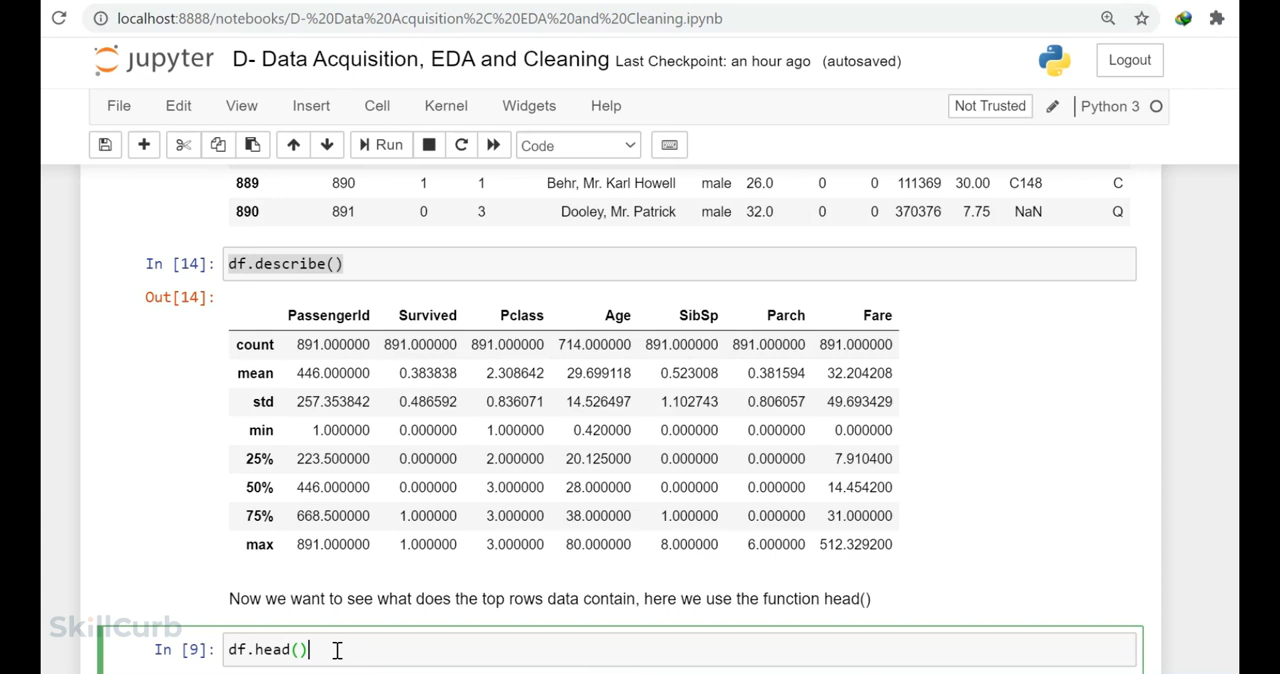 localhost:8888/notebooks/D-%20Data%20Acquisition%2C%20EDA%20and%20Cleaning.ipynb
jupyter D- Data Acquisition, EDA and Cleaning Last Checkpoint: an hour ago (autosaved) Logout
File Edit View Insert Cell Kernel Widgets Help Not Trusted Python 3
Run Code
889 890 1 1 Behr, Mr. Karl Howell male 26.0 0 0 111369 30.00 C148 C
890 891 0 3 Dooley, Mr. Patrick male 32.0 0 0 370376 7.75 NaN Q
In [14]: df.describe()
Out[14]:
PassengerId Survived Pclass Age SibSp Parch Fare
count 891.000000 891.000000 891.000000 714.000000 891.000000 891.000000 891.000000
mean 446.000000 0.383838 2.308642 29.699118 0.523008 0.381594 32.204208
std 257.353842 0.486592 0.836071 14.526497 1.102743 0.806057 49.693429
min 1.000000 0.000000 1.000000 0.420000 0.000000 0.000000 0.000000
25% 223.500000 0.000000 2.000000 20.125000 0.000000 0.000000 7.910400
50% 446.000000 0.000000 3.000000 28.000000 0.000000 0.000000 14.454200
75% 668.500000 1.000000 3.000000 38.000000 1.000000 0.000000 31.000000
max 891.000000 1.000000 3.000000 80.000000 8.000000 6.000000 512.329200
Now we want to see what does the top rows data contain, here we use the function head()
SkillCurb
In [9]: df.head()